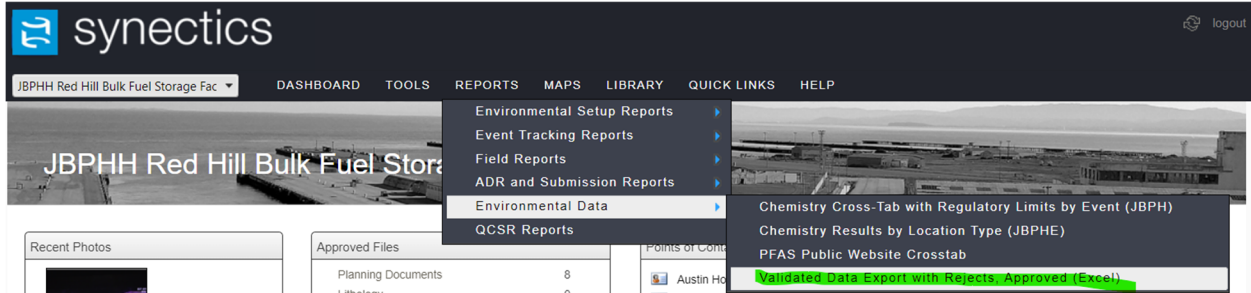 synectics
logout
JBPHH Red Hill Bulk Fuel Storage Fac
DASHBOARD TOOLS REPORTS MAPS LIBRARY QUICK LINKS HELP
JBPHH Red Hill Bulk Fuel Stora
Environmental Setup Reports
Event Tracking Reports
Field Reports
ADR and Submission Reports
Environmental Data
QCSR Reports
Chemistry Cross-Tab with Regulatory Limits by Event (JBPH)
Chemistry Results by Location Type (JBPHE)
PFAS Public Website Crosstab
Validated Data Export with Rejects, Approved (Excel)
Recent Photos
Approved Files
Planning Documents 8
Points of Conta
Austin Ho